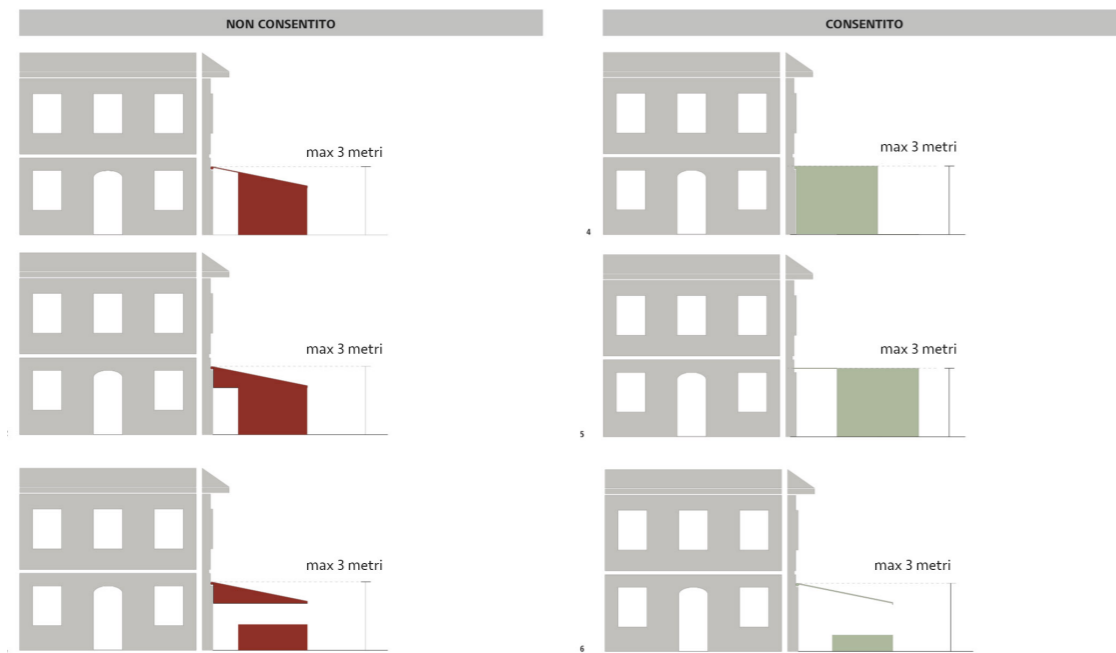 NON CONSENTITO
CONSENTITO
max 3 metri
max 3 metri
4
max 3 metri
max 3 metri
5
max 3 metri
max 3 metri
6